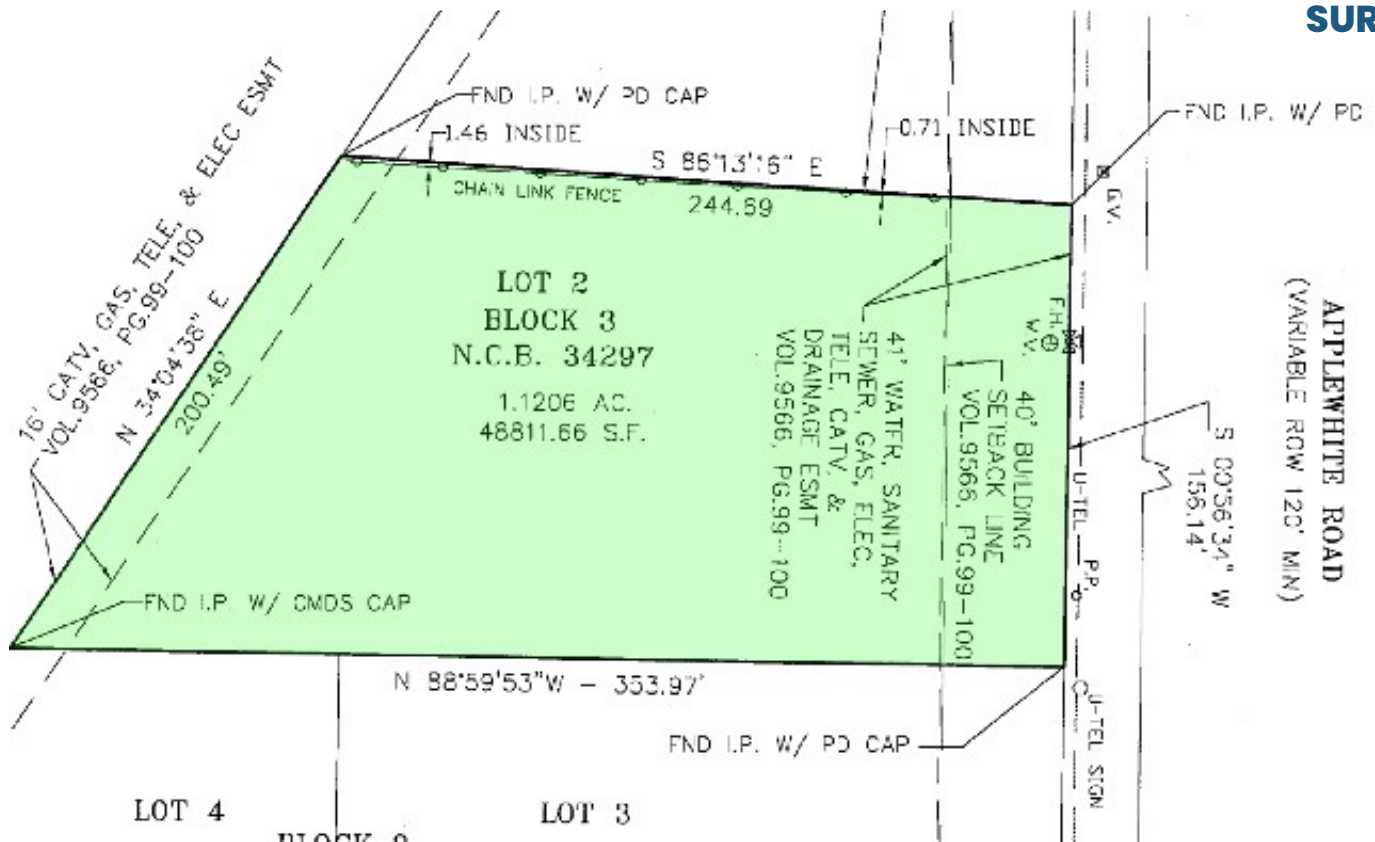 SUR
FND I.P. W/ PD CAP
FND I.P. W/ PD
1.46 INSIDE
0.71 INSIDE
S 86°13'16" E
CHAIN LINK FENCE
244.69
G.V.
16' CATV, GAS, TELE, & ELEC ESMT
VOL.9566, PG.99-100
N 34°04'38" E
200.49'
LOT 2
BLOCK 3
N.C.B. 34297
1.1206 AC.
48811.66 S.F.
41' WATER, SANITARY
SEWER, GAS, ELEC,
TELE, CATV, &
DRAINAGE ESMT
VOL.9566, PG.99-100
40' BUILDING
SETBACK LINE
VOL.9566, PG.99-100
F.H.
W.V.
U-TEL
P.P.
S 00°56'34" W
156.14'
APPLEWHITE ROAD
(VARIABLE ROW 120' MIN)
FND I.P. W/ CMDS CAP
N 88°59'53"W - 353.97'
FND I.P. W/ PD CAP
U-TEL SIGN
LOT 4
LOT 3